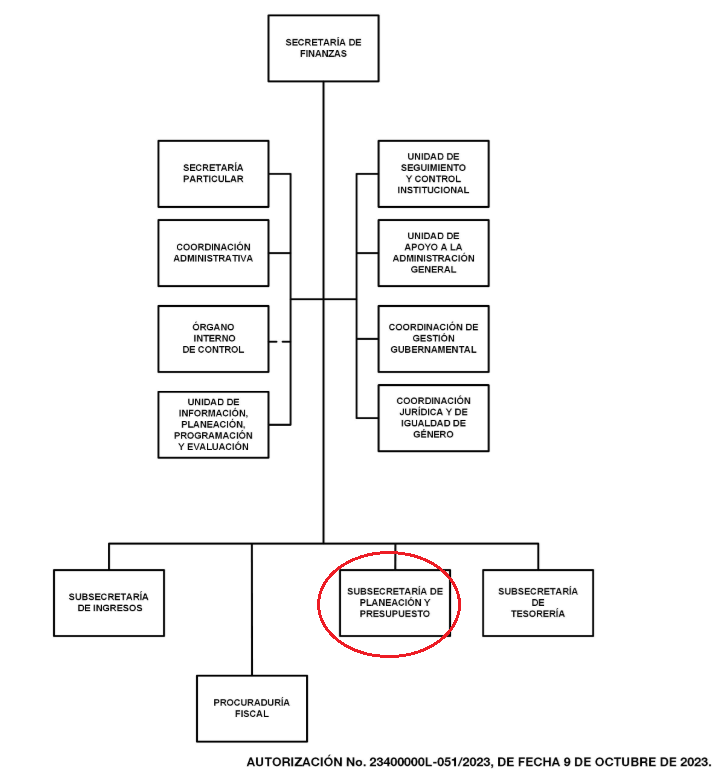 SECRETARÍA DE
FINANZAS
SECRETARÍA
PARTICULAR
UNIDAD DE
SEGUIMIENTO
Y CONTROL
INSTITUCIONAL
COORDINACIÓN
ADMINISTRATIVA
UNIDAD DE
APOYO A LA
ADMINISTRACIÓN
GENERAL
ÓRGANO
INTERNO
DE CONTROL
COORDINACIÓN DE
GESTIÓN
GUBERNAMENTAL
UNIDAD DE
INFORMACIÓN,
PLANEACIÓN,
PROGRAMACIÓN
Y EVALUACIÓN
COORDINACIÓN
JURÍDICA Y DE
IGUALDAD DE
GÉNERO
SUBSECRETARÍA
DE INGRESOS
SUBSECRETARÍA DE
PLANEACIÓN Y
PRESUPUESTO
SUBSECRETARÍA
DE
TESORERÍA
PROCURADURÍA
FISCAL
AUTORIZACIÓN No. 23400000L-051/2023, DE FECHA 9 DE OCTUBRE DE 2023.